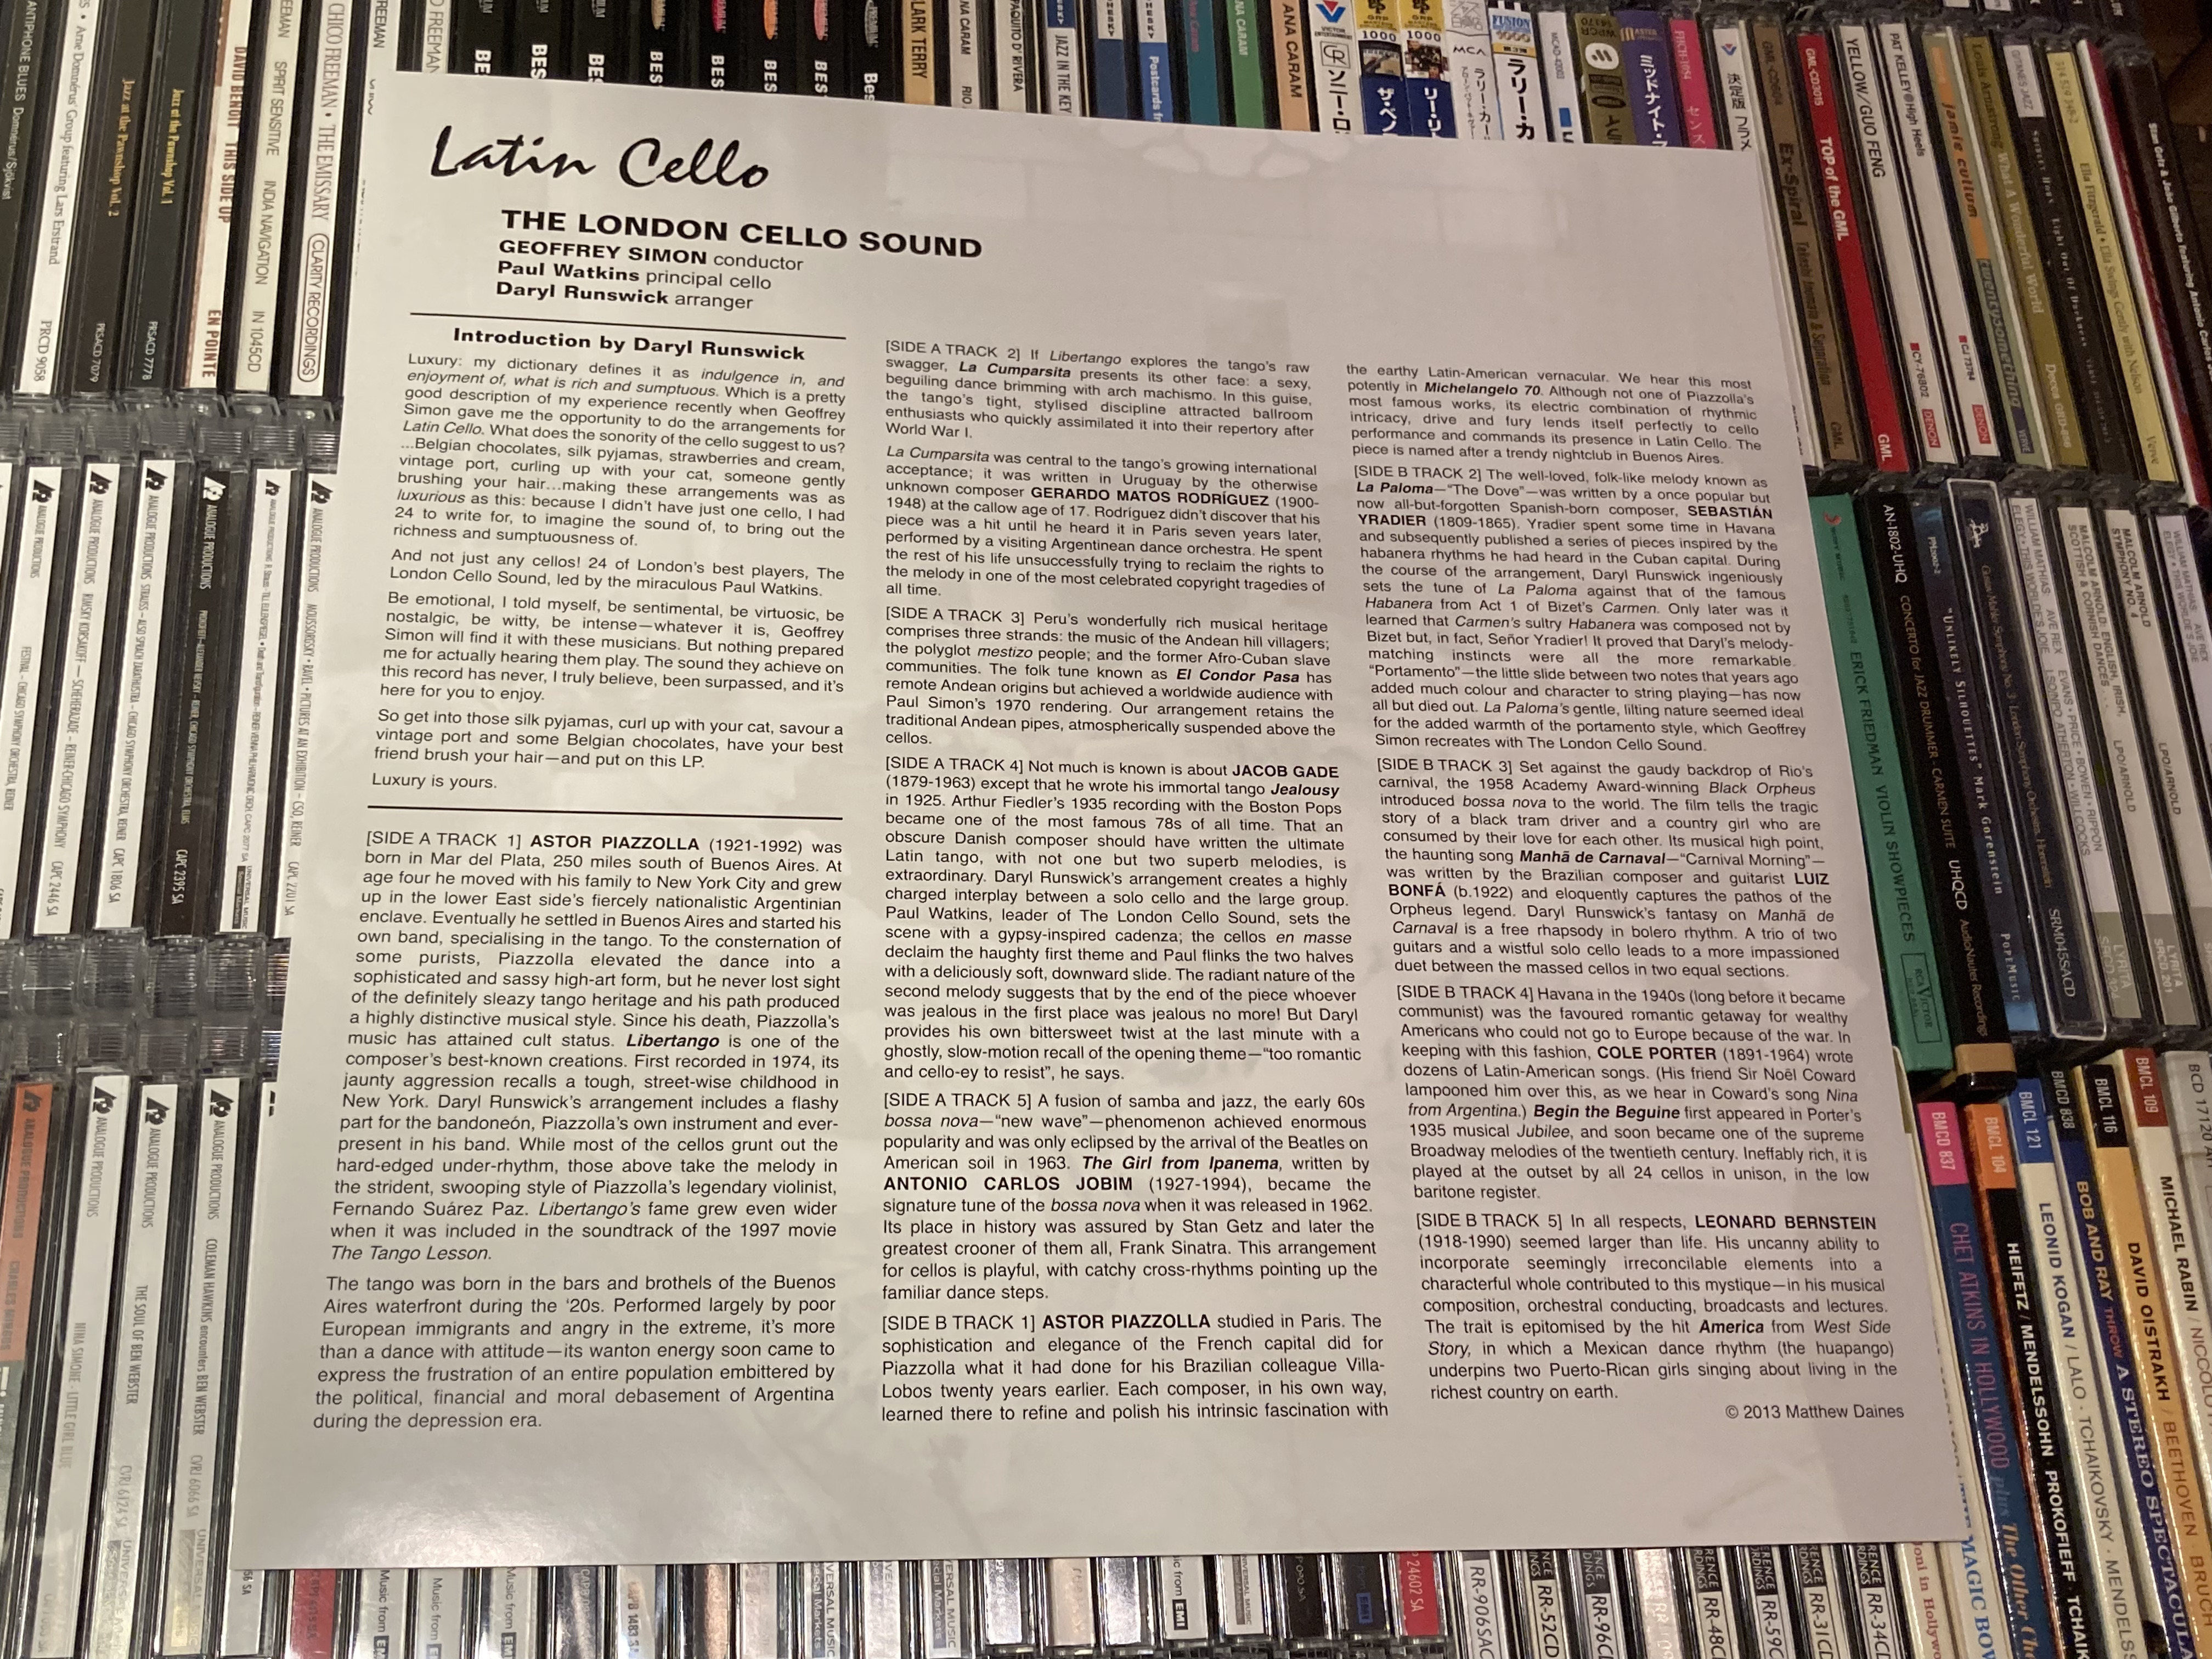 Latin Cello
THE LONDON CELLO SOUND
GEOFFREY SIMON conductor
Paul Watkins principal cello
Daryl Runswick arranger
Introduction by Daryl Runswick
Luxury: my dictionary defines it as indulgence in, and
enjoyment of, what is rich and sumptuous. Which is a pretty
good description of my experience recently when Geoffrey
Simon gave me the opportunity to do the arrangements for
Latin Cello. What does the sonority of the cello suggest to us?
...Belgian chocolates, silk pyjamas, strawberries and cream,
vintage port, curling up with your cat, someone gently
brushing your hair...making these arrangements was as
luxurious as this: because I didn't have just one cello, I had
24 to write for, to imagine the sound of, to bring out the
richness and sumptuousness of.
And not just any cellos! 24 of London's best players, The
London Cello Sound, led by the miraculous Paul Watkins.
Be emotional, I told myself, be sentimental, be virtuosic, be
nostalgic, be witty, be intense—whatever it is, Geoffrey
Simon will find it with these musicians. But nothing prepared
me for actually hearing them play. The sound they achieve on
this record has never, I truly believe, been surpassed, and it's
here for you to enjoy.
So get into those silk pyjamas, curl up with your cat, savour a
vintage port and some Belgian chocolates, have your best
friend brush your hair—and put on this LP.
Luxury is yours.
[SIDE A TRACK 1] ASTOR PIAZZOLLA (1921-1992) was
born in Mar del Plata, 250 miles south of Buenos Aires. At
age four he moved with his family to New York City and grew
up in the lower East side's fiercely nationalistic Argentinian
enclave. Eventually he settled in Buenos Aires and started his
own band, specialising in the tango. To the consternation of
some purists, Piazzolla elevated the dance into a
sophisticated and sassy high-art form, but he never lost sight
of the definitely sleazy tango heritage and his path produced
a highly distinctive musical style. Since his death, Piazzolla's
music has attained cult status. Libertango is one of the
composer's best-known creations. First recorded in 1974, its
jaunty aggression recalls a tough, street-wise childhood in
New York. Daryl Runswick's arrangement includes a flashy
part for the bandoneón, Piazzolla's own instrument and ever-
present in his band. While most of the cellos grunt out the
hard-edged under-rhythm, those above take the melody in
the strident, swooping style of Piazzolla's legendary violinist,
Fernando Suárez Paz. Libertango's fame grew even wider
when it was included in the soundtrack of the 1997 movie
The Tango Lesson.
The tango was born in the bars and brothels of the Buenos
Aires waterfront during the '20s. Performed largely by poor
European immigrants and angry in the extreme, it's more
than a dance with attitude—its wanton energy soon came to
express the frustration of an entire population embittered by
the political, financial and moral debasement of Argentina
during the depression era.
[SIDE A TRACK 2] If Libertango explores the tango's raw
swagger, La Cumparsita presents its other face: a sexy,
beguiling dance brimming with arch machismo. In this guise,
the tango's tight, stylised discipline attracted ballroom
enthusiasts who quickly assimilated it into their repertory after
World War I.
La Cumparsita was central to the tango's growing international
acceptance; it was written in Uruguay by the otherwise
unknown composer GERARDO MATOS RODRÍGUEZ (1900-
1948) at the callow age of 17. Rodríguez didn't discover that his
piece was a hit until he heard it in Paris seven years later,
performed by a visiting Argentinean dance orchestra. He spent
the rest of his life unsuccessfully trying to reclaim the rights to
the melody in one of the most celebrated copyright tragedies of
all time.
[SIDE A TRACK 3] Peru's wonderfully rich musical heritage
comprises three strands: the music of the Andean hill villagers;
the polyglot mestizo people; and the former Afro-Cuban slave
communities. The folk tune known as El Condor Pasa has
remote Andean origins but achieved a worldwide audience with
Paul Simon's 1970 rendering. Our arrangement retains the
traditional Andean pipes, atmospherically suspended above the
cellos.
[SIDE A TRACK 4] Not much is known is about JACOB GADE
(1879-1963) except that he wrote his immortal tango Jealousy
in 1925. Arthur Fiedler's 1935 recording with the Boston Pops
became one of the most famous 78s of all time. That an
obscure Danish composer should have written the ultimate
Latin tango, with not one but two superb melodies, is
extraordinary. Daryl Runswick's arrangement creates a highly
charged interplay between a solo cello and the large group.
Paul Watkins, leader of The London Cello Sound, sets the
scene with a gypsy-inspired cadenza; the cellos en masse
declaim the haughty first theme and Paul flinks the two halves
with a deliciously soft, downward slide. The radiant nature of the
second melody suggests that by the end of the piece whoever
was jealous in the first place was jealous no more! But Daryl
provides his own bittersweet twist at the last minute with a
ghostly, slow-motion recall of the opening theme—"too romantic
and cello-ey to resist", he says.
[SIDE A TRACK 5] A fusion of samba and jazz, the early 60s
bossa nova—"new wave"—phenomenon achieved enormous
popularity and was only eclipsed by the arrival of the Beatles on
American soil in 1963. The Girl from Ipanema, written by
ANTONIO CARLOS JOBIM (1927-1994), became the
signature tune of the bossa nova when it was released in 1962.
Its place in history was assured by Stan Getz and later the
greatest crooner of them all, Frank Sinatra. This arrangement
for cellos is playful, with catchy cross-rhythms pointing up the
familiar dance steps.
[SIDE B TRACK 1] ASTOR PIAZZOLLA studied in Paris. The
sophistication and elegance of the French capital did for
Piazzolla what it had done for his Brazilian colleague Villa-
Lobos twenty years earlier. Each composer, in his own way,
learned there to refine and polish his intrinsic fascination with
the earthy Latin-American vernacular. We hear this most
potently in Michelangelo 70. Although not one of Piazzolla's
most famous works, its electric combination of rhythmic
intricacy, drive and fury lends itself perfectly to cello
performance and commands its presence in Latin Cello. The
piece is named after a trendy nightclub in Buenos Aires.
[SIDE B TRACK 2] The well-loved, folk-like melody known as
La Paloma—"The Dove"—was written by a once popular but
now all-but-forgotten Spanish-born composer, SEBASTIÁN
YRADIER (1809-1865). Yradier spent some time in Havana
and subsequently published a series of pieces inspired by the
habanera rhythms he had heard in the Cuban capital. During
the course of the arrangement, Daryl Runswick ingeniously
sets the tune of La Paloma against that of the famous
Habanera from Act 1 of Bizet's Carmen. Only later was it
learned that Carmen's sultry Habanera was composed not by
Bizet but, in fact, Señor Yradier! It proved that Daryl's melody-
matching instincts were all the more remarkable.
"Portamento"—the little slide between two notes that years ago
added much colour and character to string playing—has now
all but died out. La Paloma's gentle, lilting nature seemed ideal
for the added warmth of the portamento style, which Geoffrey
Simon recreates with The London Cello Sound.
[SIDE B TRACK 3] Set against the gaudy backdrop of Rio's
carnival, the 1958 Academy Award-winning Black Orpheus
introduced bossa nova to the world. The film tells the tragic
story of a black tram driver and a country girl who are
consumed by their love for each other. Its musical high point,
the haunting song Manhã de Carnaval—"Carnival Morning"—
was written by the Brazilian composer and guitarist LUIZ
BONFÁ (b.1922) and eloquently captures the pathos of the
Orpheus legend. Daryl Runswick's fantasy on Manhã de
Carnaval is a free rhapsody in bolero rhythm. A trio of two
guitars and a wistful solo cello leads to a more impassioned
duet between the massed cellos in two equal sections.
[SIDE B TRACK 4] Havana in the 1940s (long before it became
communist) was the favoured romantic getaway for wealthy
Americans who could not go to Europe because of the war. In
keeping with this fashion, COLE PORTER (1891-1964) wrote
dozens of Latin-American songs. (His friend Sir Noël Coward
lampooned him over this, as we hear in Coward's song Nina
from Argentina.) Begin the Beguine first appeared in Porter's
1935 musical Jubilee, and soon became one of the supreme
Broadway melodies of the twentieth century. Ineffably rich, it is
played at the outset by all 24 cellos in unison, in the low
baritone register.
[SIDE B TRACK 5] In all respects, LEONARD BERNSTEIN
(1918-1990) seemed larger than life. His uncanny ability to
incorporate seemingly irreconcilable elements into a
characterful whole contributed to this mystique—in his musical
composition, orchestral conducting, broadcasts and lectures.
The trait is epitomised by the hit America from West Side
Story, in which a Mexican dance rhythm (the huapango)
underpins two Puerto-Rican girls singing about living in the
richest country on earth.
© 2013 Matthew Daines
Jazz at the Pawnshop Vol. 2
PRSACD 7079
Jazz at the Pawnshop Vol. 1
PRSACD 7778
PRCD 9058
DAVID BENOIT THIS SIDE UP
EN POINTE
SPIRIT SENSITIVE INDIA NAVIGATION IN 1045CD
CHICO FREEMAN • THE EMISSARY CLARITY RECORDINGS
CLARK TERRY
PAQUITO D'RIVERA
JAZZ IN THE KEY
ANA CARAM
TOP of the GML
GML-CD3015
YELLOW/GUO FENG
PAT KELLEY@High Heels
jamie cullum twentysomething
Louis Armstrong What A Wonderful World
ERICK FRIEDMAN VIOLIN SHOWPIECES
AN-1802-UHQ CONCERTO for JAZZ DRUMMER - CARMEN SUITE UHQCD
"UNLIKELY SILHOUETTES" Mark Gorenstein
SRM045SACD
BMCD 837
CHET ATKINS IN HOLLYWOOD
BMCL 104
HEIFETZ / MENDELSSOHN · PROKOFIEFF
BMCL 121
LEONID KOGAN / LALO · TCHAIKOVSKY
BMCD 838
BOB AND RAY THROW A STEREO SPECTACULAR
BMCL 116
DAVID OISTRAKH / BEETHOVEN · BRUCH
BMCL 109
MICHAEL RABIN
THE SOUL OF BEN WEBSTER
COLEMAN HAWKINS encounters BEN WEBSTER CVRJ 6066 SA
NINA SIMONE - LITTLE GIRL BLUE
RR-906SACD
RR-52CD
RR-96CD
RR-48CD
RR-59CD
RR-31CD
RR-34CD